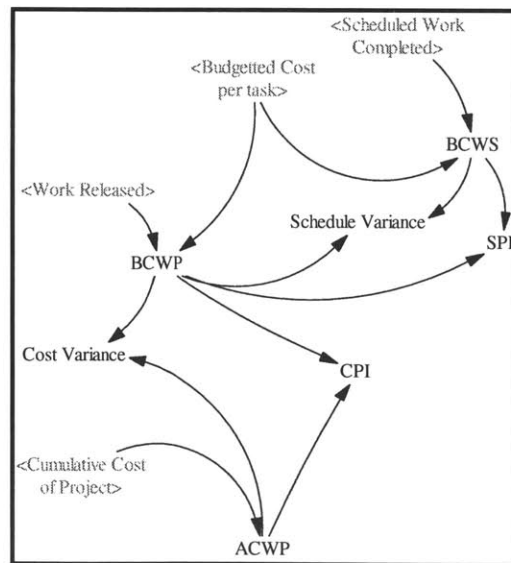 <Scheduled Work
Completed>
<Budgetted Cost
per task>
BCWS
<Work Released>
Schedule Variance
SPI
BCWP
Cost Variance
CPI
<Cumulative Cost
of Project>
ACWP